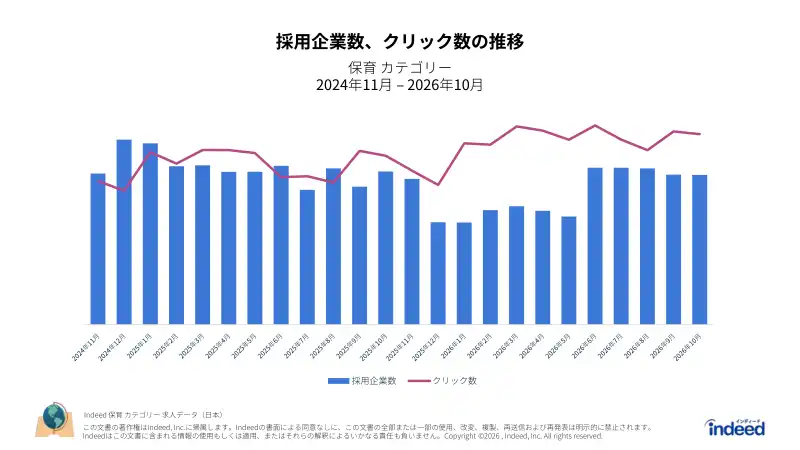 採用企業数、クリック数の推移
保育 カテゴリー
2024年11月 – 2026年10月
2024年11月
2024年12月
2025年1月
2025年2月
2025年3月
2025年4月
2025年5月
2025年6月
2025年7月
2025年8月
2025年9月
2025年10月
2025年11月
2025年12月
2026年1月
2026年2月
2026年3月
2026年4月
2026年5月
2026年6月
2026年7月
2026年8月
2026年9月
2026年10月
採用企業数 クリック数
Indeed 保育 カテゴリー 求人データ（日本）
この文書の著作権はIndeed, Inc.に帰属します。Indeedの書面による同意なしに、この文書の全部または一部の使用、改変、複製、再送信および再発表は明示的に禁止されます。
Indeedはこの文書に含まれる情報の使用もしくは適用、またはそれらの解釈によるいかなる責任も負いません。Copyright ©2026 , Indeed, Inc. All rights reserved.
インディード
indeed